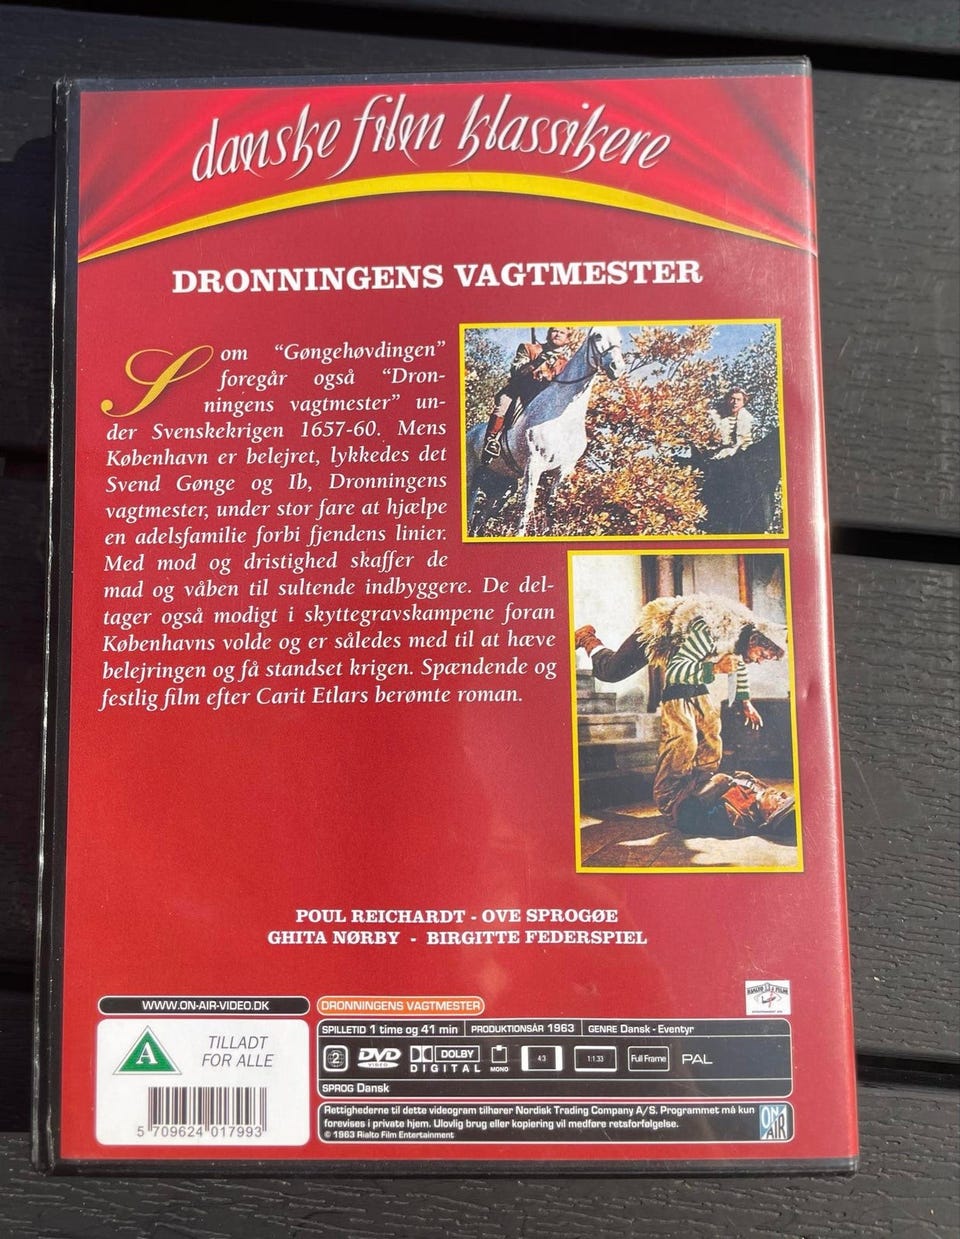 danske film klassikere
DRONNINGENS VAGTMESTER
Som "Gøngehøvdingen"
foregår også "Dron-
ningens vagtmester" un-
der Svenskekrigen 1657-60. Mens
København er belejret, lykkedes det
Svend Gønge og Ib, Dronningens
vagtmester, under stor fare at hjælpe
en adelsfamilie forbi fjendens linier.
Med mod og dristighed skaffer de
mad og våben til sultende indbyggere. De del-
tager også modigt i skyttegravskampene foran
Københavns volde og er således med til at hæve
belejringen og få standset krigen. Spændende og
festlig film efter Carit Etlars berømte roman.
POUL REICHARDT - OVE SPROGØE
GHITA NØRBY - BIRGITTE FEDERSPIEL
WWW.ON-AIR-VIDEO.DK
A
TILLADT
FOR ALLE
5 709624 017993
DRONNINGENS VAGTMESTER
SPILLETID 1 time og 41 min PRODUKTIONSÅR 1963 GENRE Dansk - Eventyr
2 DVD VIDEO DOLBY DIGITAL MONO 4:3 1:1.33 Full Frame PAL
SPROG Dansk
Rettighederne til dette videogram tilhører Nordisk Trading Company A/S. Programmet må kun
forevises i private hjem. Ulovlig brug eller kopiering vil medføre retsforfølgelse.
© 1963 Rialto Film Entertainment
ON AIR